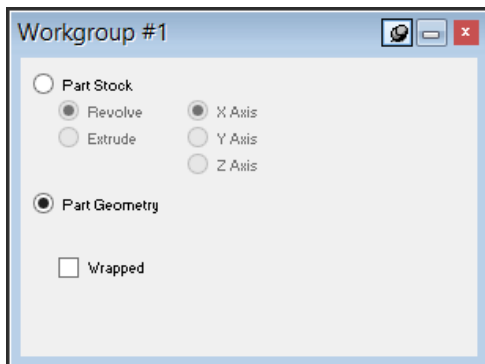 Workgroup #1
Part Stock
Revolve X Axis
Extrude Y Axis
Z Axis
Part Geometry
Wrapped